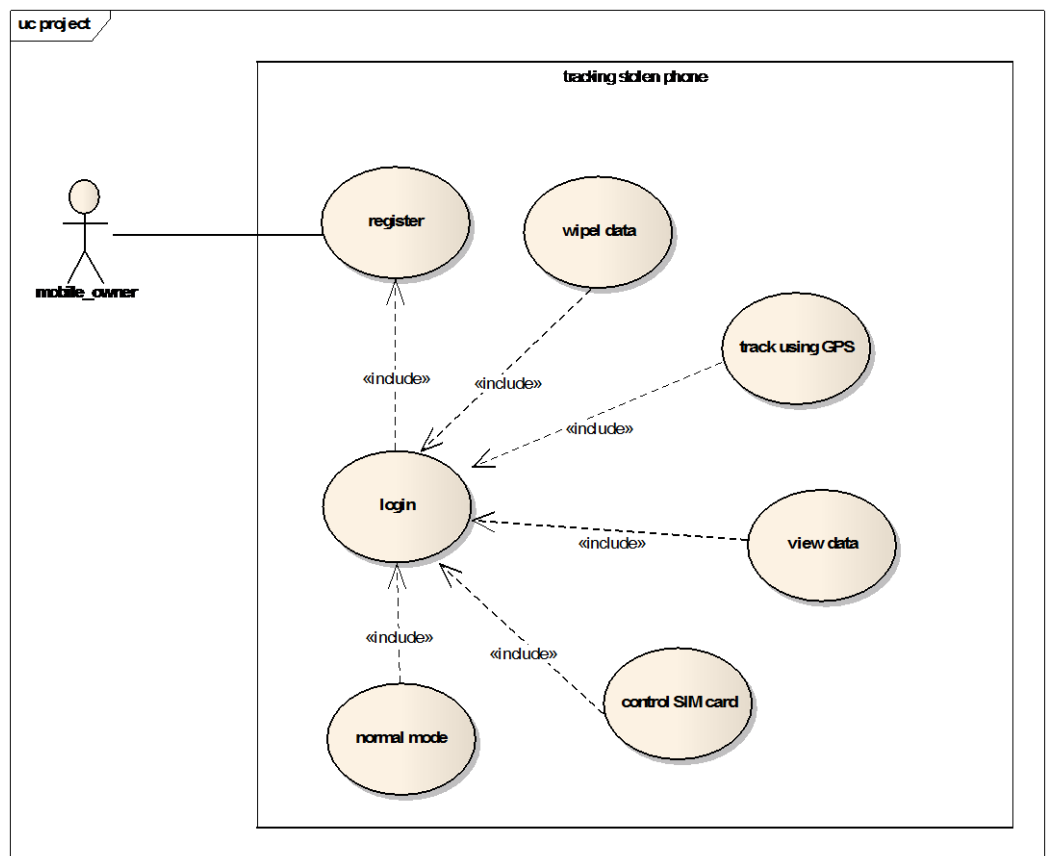 uc project
tracking stolen phone
register
wipel data
mobile_owner
track using GPS
«include»
«include»
«include»
login
view data
«include»
«include»
«include»
control SIM card
normal mode